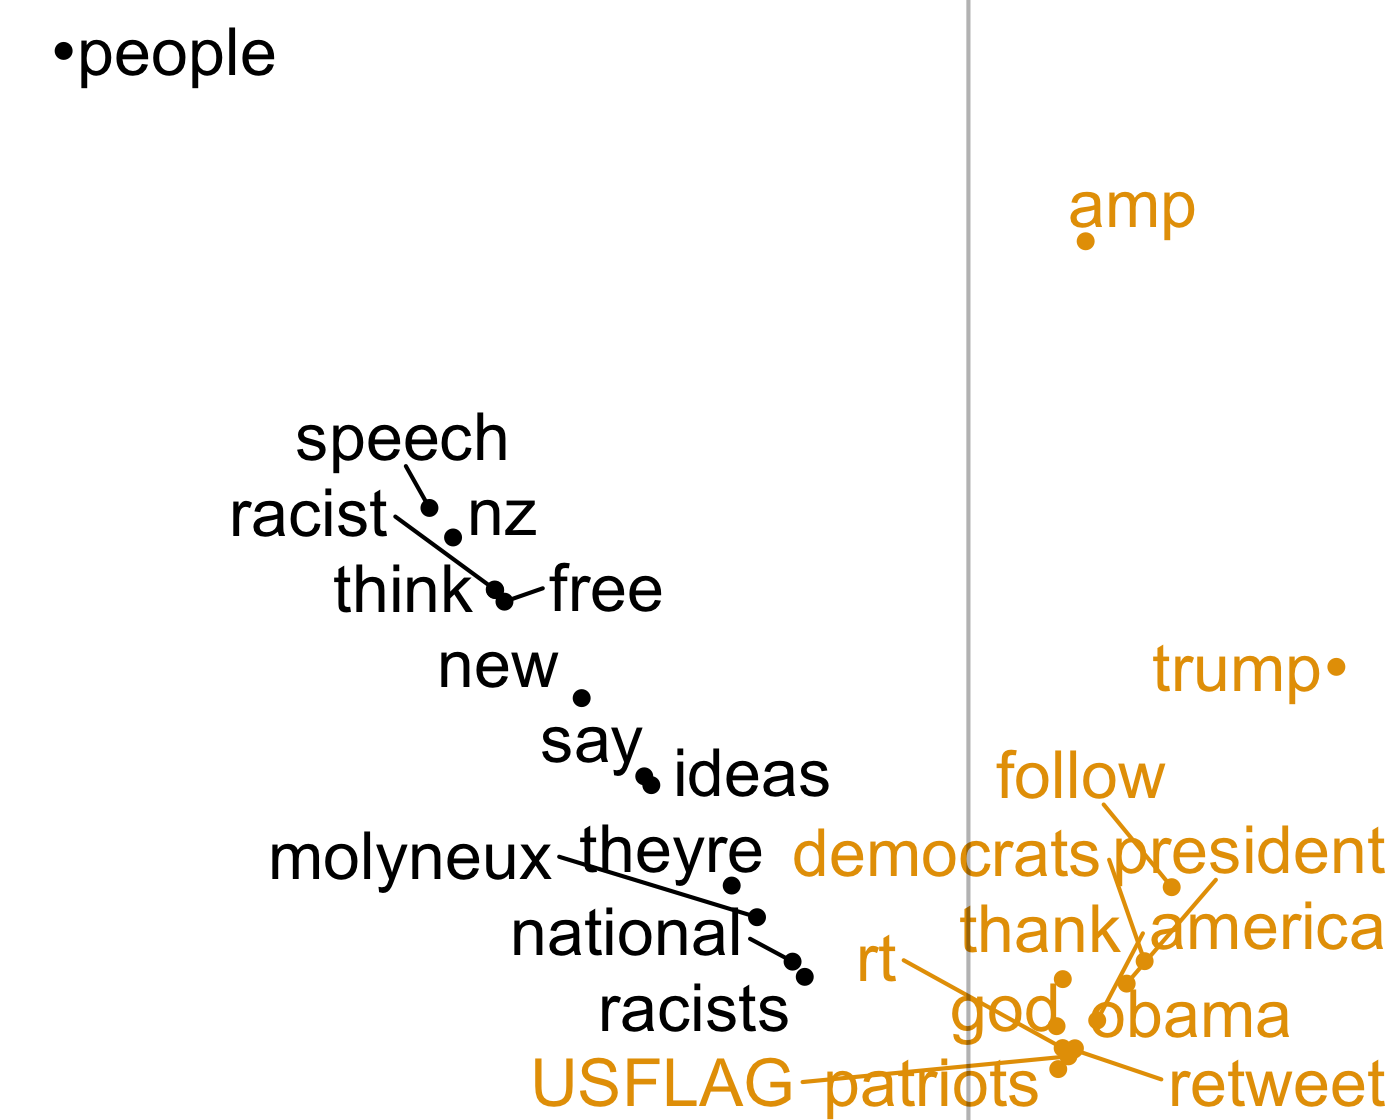 people
amp
speech
racist nz
think free
new
trump
say
ideas
follow
molyneux theyre democrats president
national thank america
rt
racists god obama
USFLAG patriots retweet